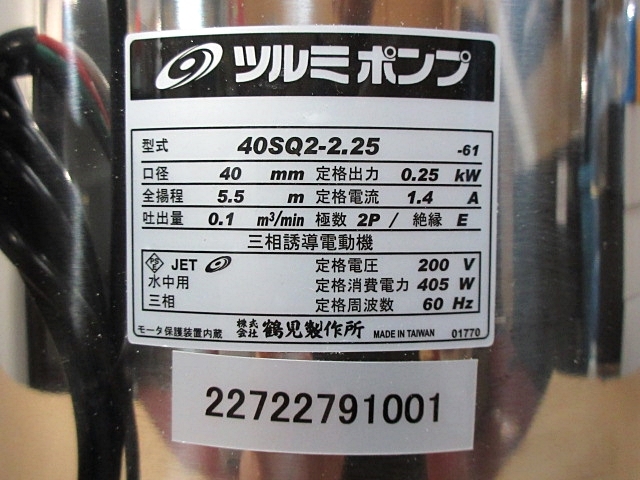 ツルミポンプ
型式 40SQ2-2.25 -61
口径 40 mm 定格出力 0.25 kW
全揚程 5.5 m 定格電流 1.4 A
吐出量 0.1 m³/min 極数 2P / 絶縁 E
三相誘導電動機
PSE JET 定格電圧 200 V
水中用 定格消費電力 405 W
三相 定格周波数 60 Hz
モータ保護装置内蔵 株式会社 鶴見製作所 MADE IN TAIWAN 01770
22722791001